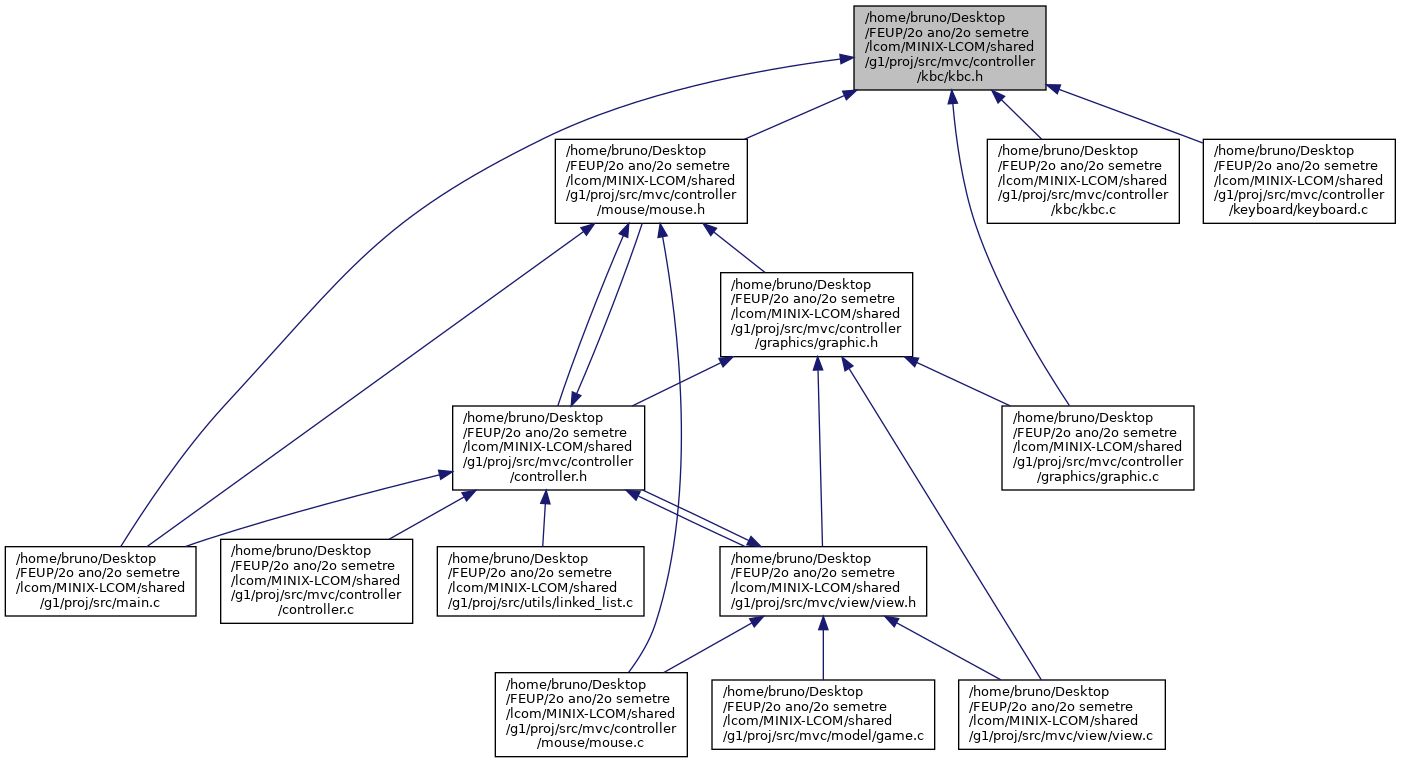 /home/bruno/Desktop
/FEUP/2o ano/2o semetre
/lcom/MINIX-LCOM/shared
/g1/proj/src/mvc/controller
/kbc/kbc.h
/home/bruno/Desktop
/FEUP/2o ano/2o semetre
/lcom/MINIX-LCOM/shared
/g1/proj/src/mvc/controller
/mouse/mouse.h
/home/bruno/Desktop
/FEUP/2o ano/2o semetre
/lcom/MINIX-LCOM/shared
/g1/proj/src/mvc/controller
/kbc/kbc.c
/home/bruno/Desktop
/FEUP/2o ano/2o semetre
/lcom/MINIX-LCOM/shared
/g1/proj/src/mvc/controller
/keyboard/keyboard.c
/home/bruno/Desktop
/FEUP/2o ano/2o semetre
/lcom/MINIX-LCOM/shared
/g1/proj/src/mvc/controller
/graphics/graphic.h
/home/bruno/Desktop
/FEUP/2o ano/2o semetre
/lcom/MINIX-LCOM/shared
/g1/proj/src/mvc/controller
/controller.h
/home/bruno/Desktop
/FEUP/2o ano/2o semetre
/lcom/MINIX-LCOM/shared
/g1/proj/src/mvc/controller
/graphics/graphic.c
/home/bruno/Desktop
/FEUP/2o ano/2o semetre
/lcom/MINIX-LCOM/shared
/g1/proj/src/main.c
/home/bruno/Desktop
/FEUP/2o ano/2o semetre
/lcom/MINIX-LCOM/shared
/g1/proj/src/mvc/controller
/controller.c
/home/bruno/Desktop
/FEUP/2o ano/2o semetre
/lcom/MINIX-LCOM/shared
/g1/proj/src/utils/linked_list.c
/home/bruno/Desktop
/FEUP/2o ano/2o semetre
/lcom/MINIX-LCOM/shared
/g1/proj/src/mvc/view/view.h
/home/bruno/Desktop
/FEUP/2o ano/2o semetre
/lcom/MINIX-LCOM/shared
/g1/proj/src/mvc/controller
/mouse/mouse.c
/home/bruno/Desktop
/FEUP/2o ano/2o semetre
/lcom/MINIX-LCOM/shared
/g1/proj/src/mvc/model/game.c
/home/bruno/Desktop
/FEUP/2o ano/2o semetre
/lcom/MINIX-LCOM/shared
/g1/proj/src/mvc/view/view.c